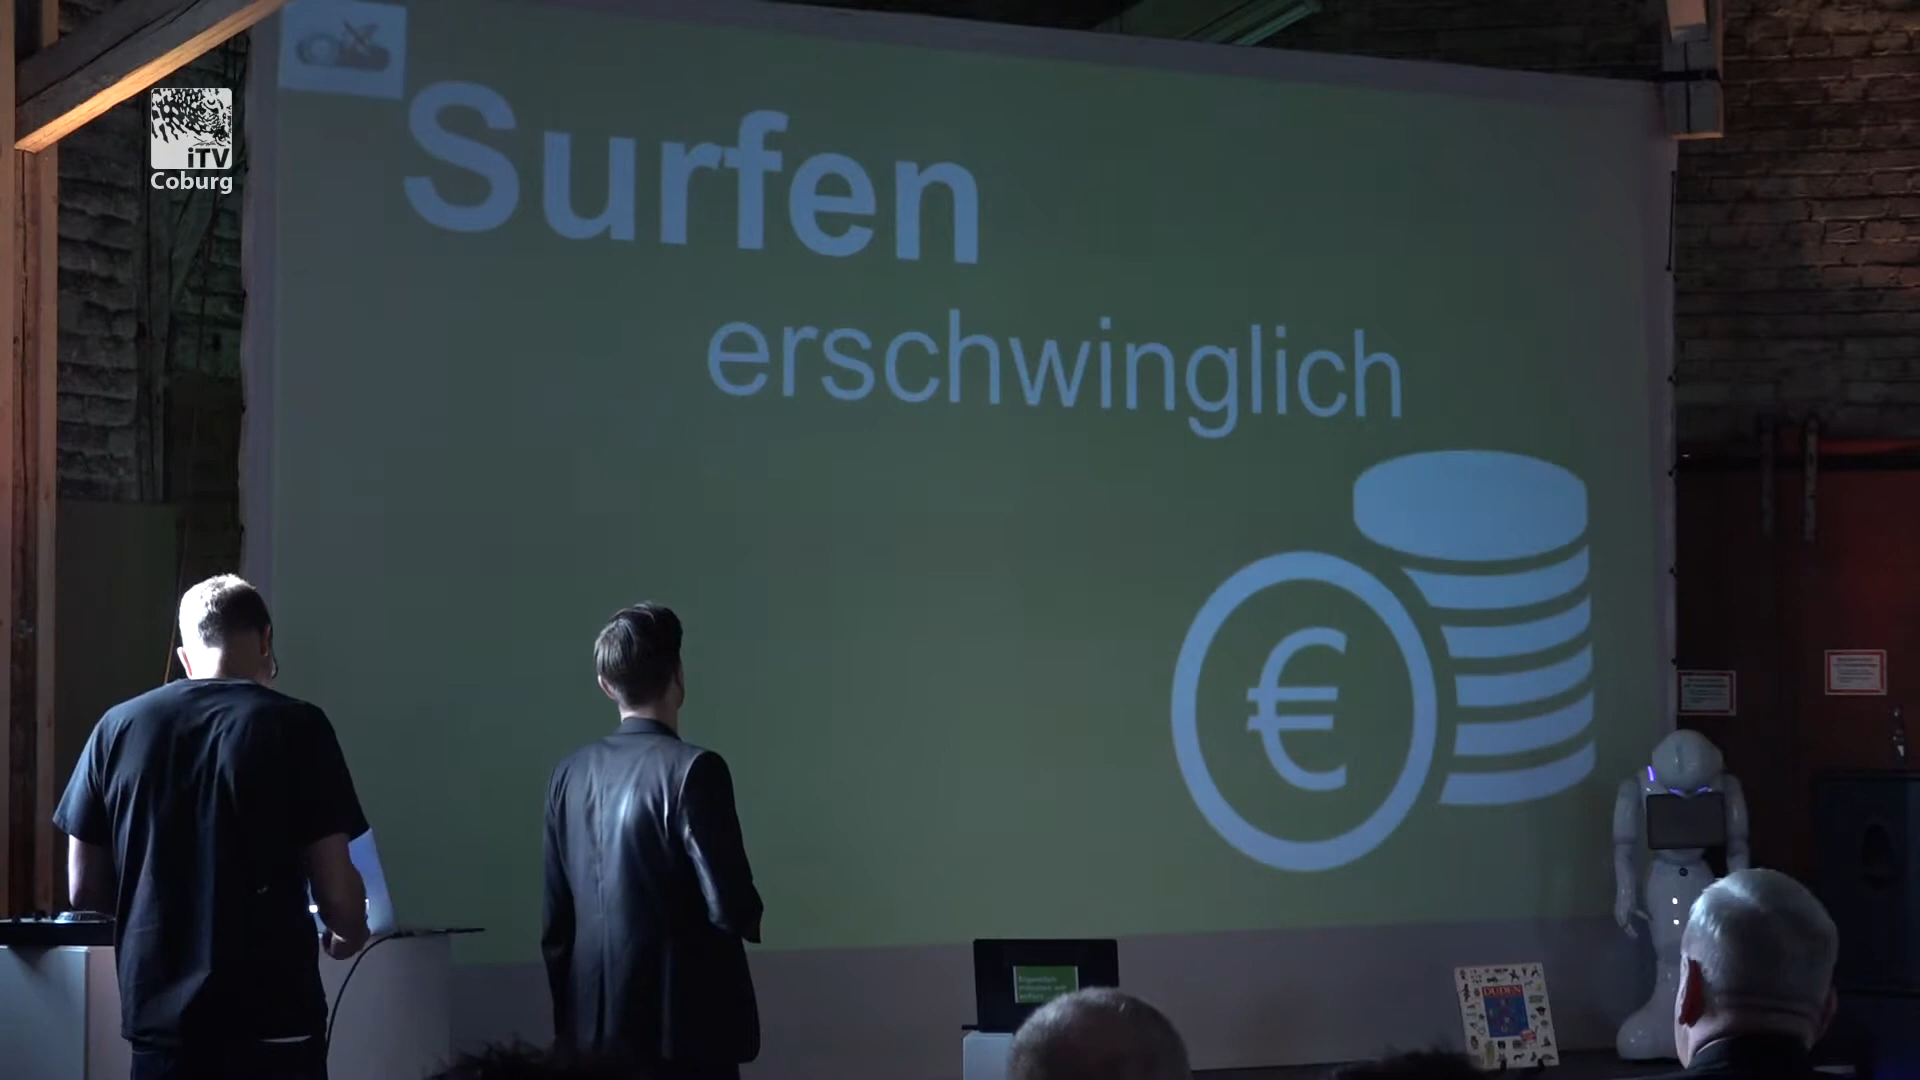 iTV
Coburg
Surfen
erschwinglich
€
DUDEN